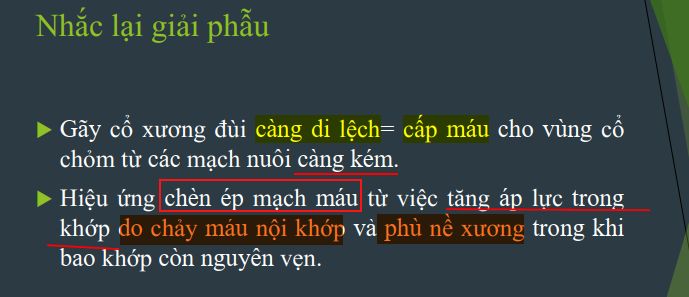 Nhắc lại giải phẫu
Gãy cổ xương đùi càng di lệch= cấp máu cho vùng cổ
chỏm từ các mạch nuôi càng kém.
Hiệu ứng chèn ép mạch máu từ việc tăng áp lực trong
khớp do chảy máu nội khớp và phù nề xương trong khi
bao khớp còn nguyên vẹn.